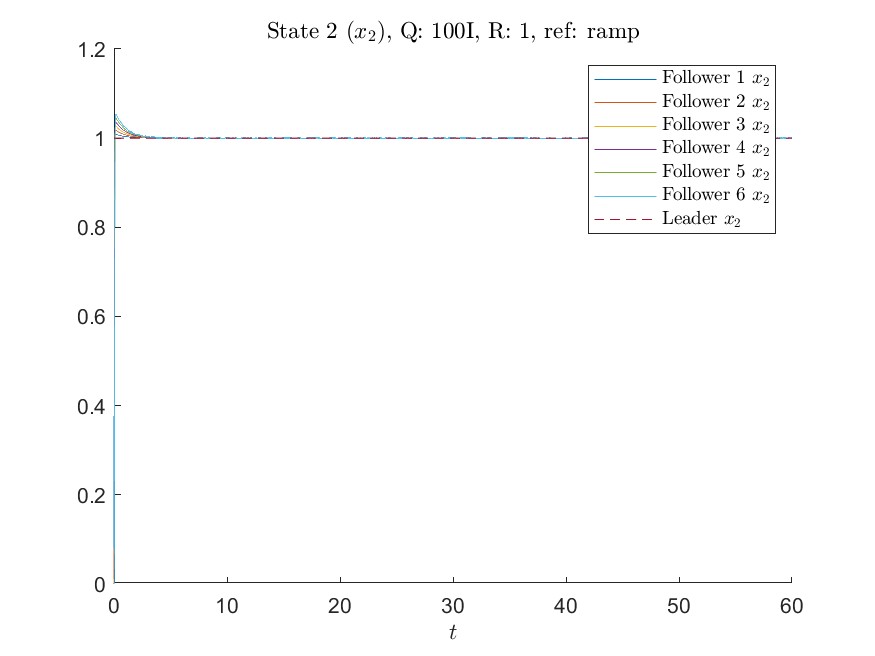 State 2 (x₂), Q: 100I, R: 1, ref: ramp
1.2
1
0.8
0.6
0.4
0.2
0
Follower 1 x₂
Follower 2 x₂
Follower 3 x₂
Follower 4 x₂
Follower 5 x₂
Follower 6 x₂
Leader x₂
0 10 20 30 40 50 60
t